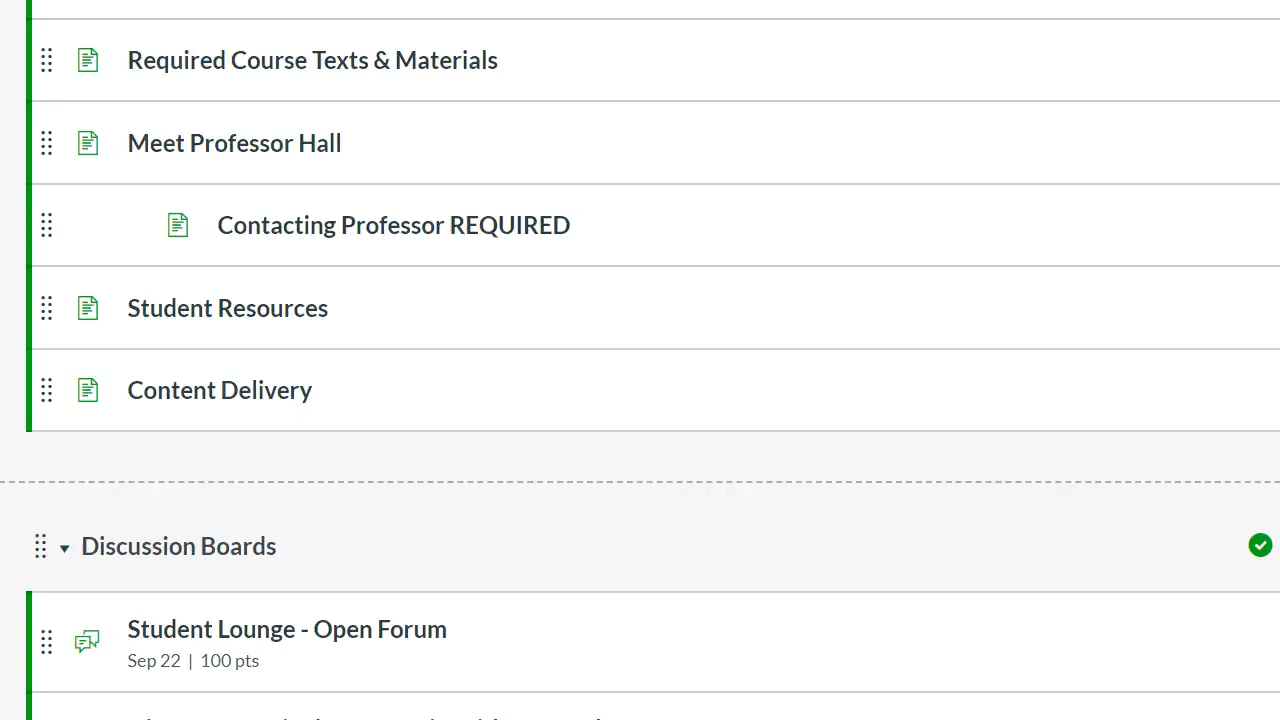 Required Course Texts & Materials
Meet Professor Hall
Contacting Professor REQUIRED
Student Resources
Content Delivery
Discussion Boards
Student Lounge - Open Forum
Sep 22 | 100 pts